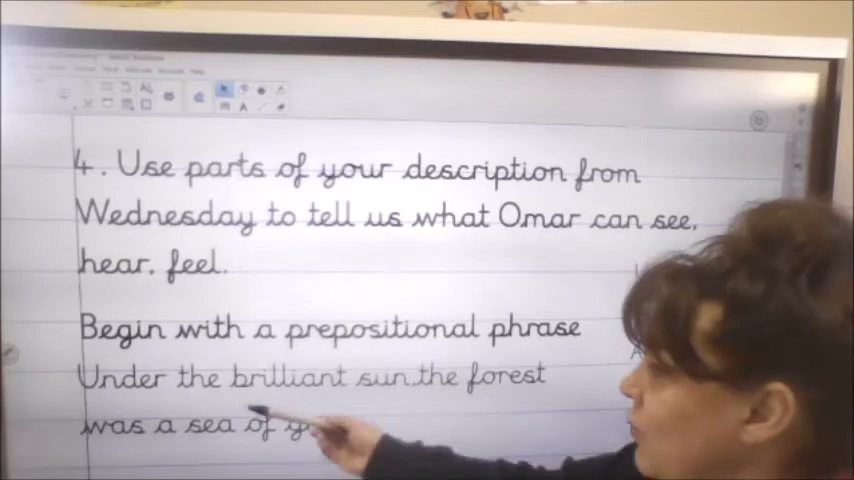 4. Use parts of your description from
Wednesday to tell us what Omar can see,
hear, feel.
Begin with a prepositional phrase
Under the brilliant sun, the forest
was a sea of